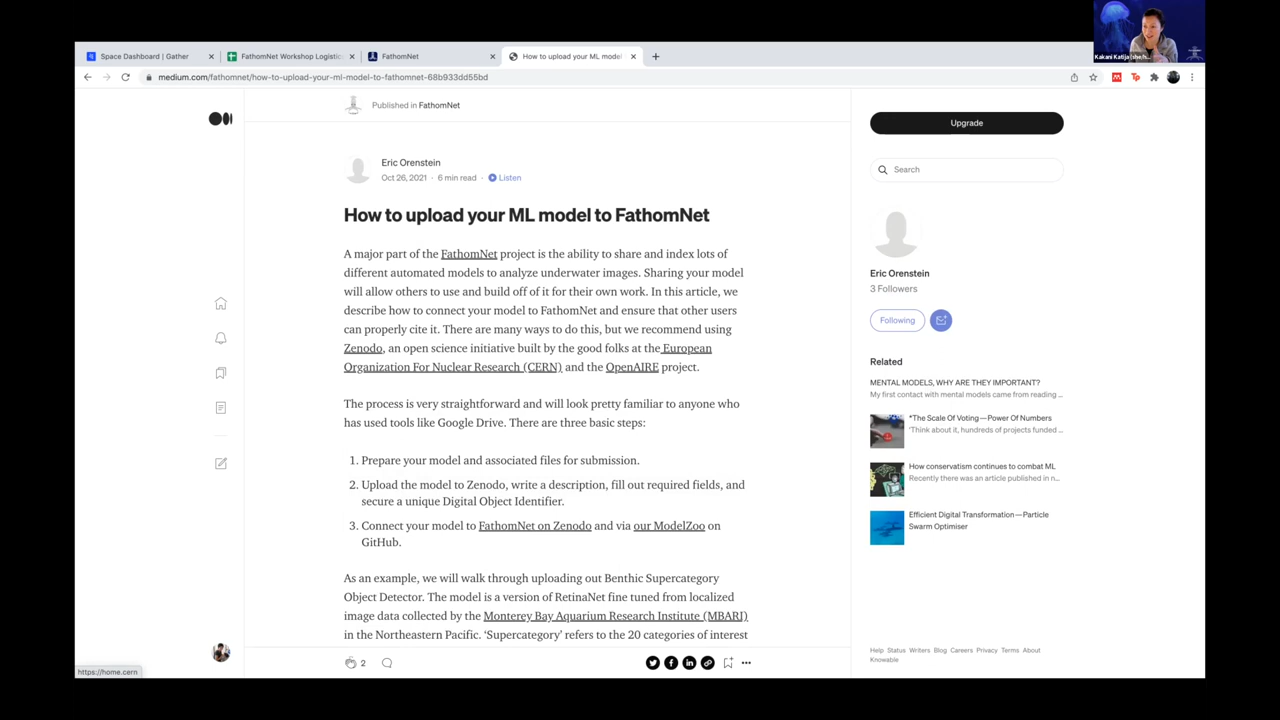 Kakani Katija (she/h...
Space Dashboard | Gather
FathomNet Workshop Logistic
FathomNet
How to upload your ML model
medium.com/fathomnet/how-to-upload-your-ml-model-to-fathomnet-68b933dd55bd
Published in FathomNet
Upgrade
Search
Eric Orenstein
Oct 26, 2021 · 6 min read · Listen
How to upload your ML model to FathomNet
A major part of the FathomNet project is the ability to share and index lots of
different automated models to analyze underwater images. Sharing your model
will allow others to use and build off of it for their own work. In this article, we
describe how to connect your model to FathomNet and ensure that other users
can properly cite it. There are many ways to do this, but we recommend using
Zenodo, an open science initiative built by the good folks at the European
Organization For Nuclear Research (CERN) and the OpenAIRE project.
The process is very straightforward and will look pretty familiar to anyone who
has used tools like Google Drive. There are three basic steps:
1. Prepare your model and associated files for submission.
2. Upload the model to Zenodo, write a description, fill out required fields, and
secure a unique Digital Object Identifier.
3. Connect your model to FathomNet on Zenodo and via our ModelZoo on
GitHub.
As an example, we will walk through uploading out Benthic Supercategory
Object Detector. The model is a version of RetinaNet fine tuned from localized
image data collected by the Monterey Bay Aquarium Research Institute (MBARI)
in the Northeastern Pacific. ‘Supercategory’ refers to the 20 categories of interest
2
Eric Orenstein
3 Followers
Following
Related
MENTAL MODELS, WHY ARE THEY IMPORTANT?
My first contact with mental models came from reading ...
*The Scale Of Voting — Power Of Numbers
‘Think about it, hundreds of projects funded ...
How conservatism continues to combat ML
Recently there was an article published in n...
Efficient Digital Transformation — Particle
Swarm Optimiser
Help Status Writers Blog Careers Privacy Terms About
Knowable
https://home.cern